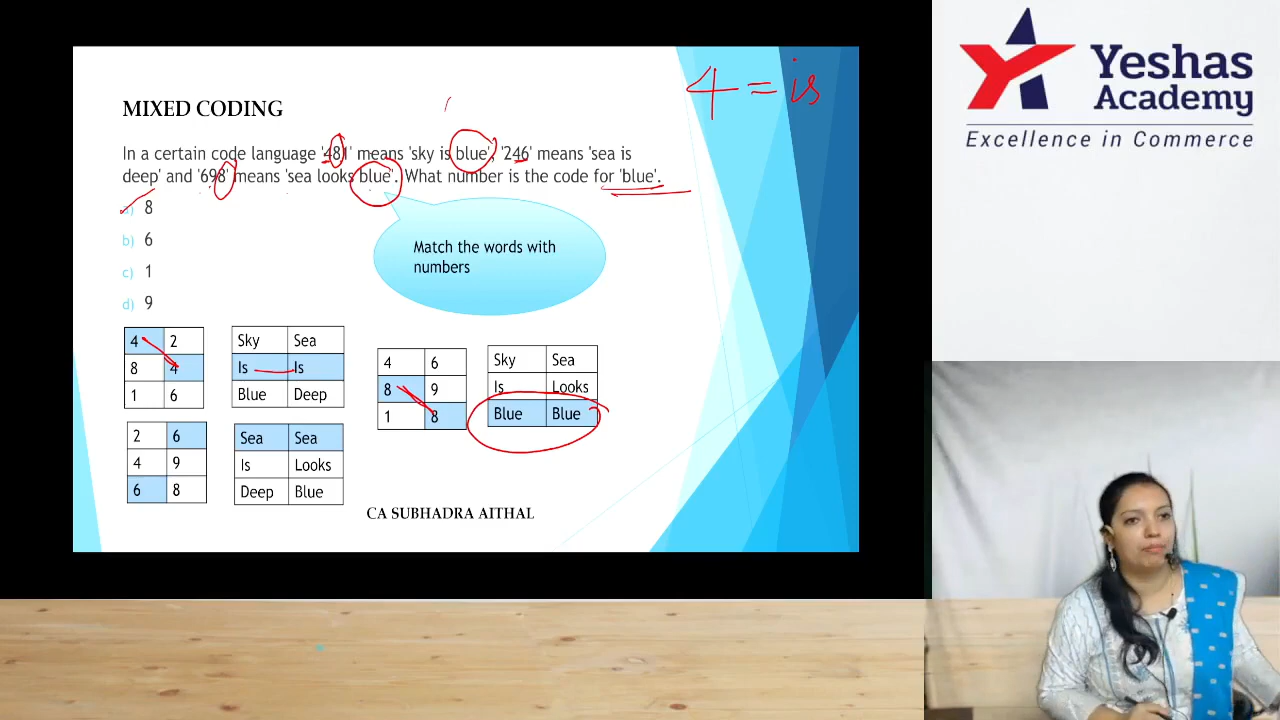 4 = is
MIXED CODING
In a certain code language '481' means 'sky is blue', '246' means 'sea is
deep' and '698' means 'sea looks blue'. What number is the code for 'blue'.
a) 8
b) 6
c) 1
d) 9
Match the words with
numbers
4 2
8 4
1 6
Sky Sea
Is Is
Blue Deep
4 6
8 9
1 8
Sky Sea
Is Looks
Blue Blue
2 6
4 9
6 8
Sea Sea
Is Looks
Deep Blue
CA SUBHADRA AITHAL
Yeshas
Academy
Excellence in Commerce